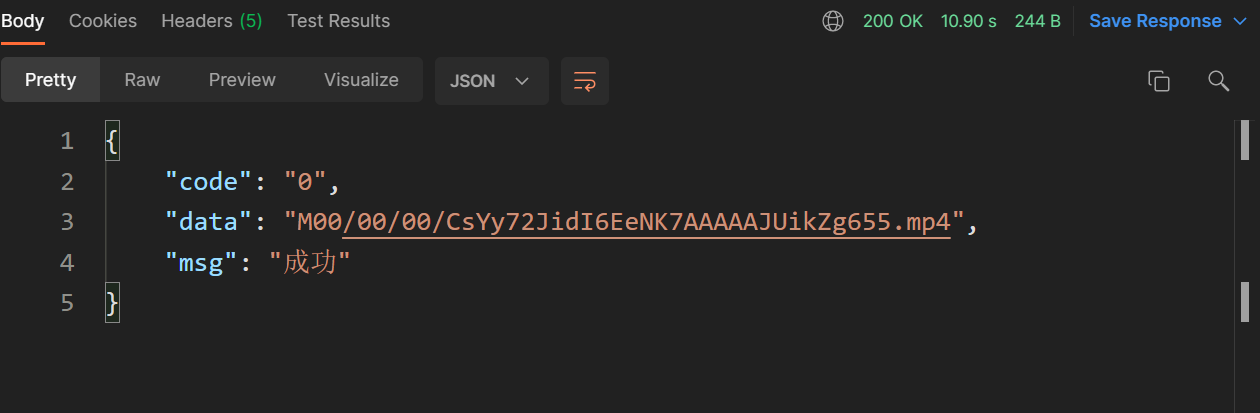 Body Cookies Headers (5) Test Results 200 OK 10.90 s 244 B Save Response
Pretty Raw Preview Visualize JSON
1 {
2 "code": "0",
3 "data": "M00/00/00/CsYy72JidI6EeNK7AAAAAJUikZg655.mp4",
4 "msg": "成功"
5 }